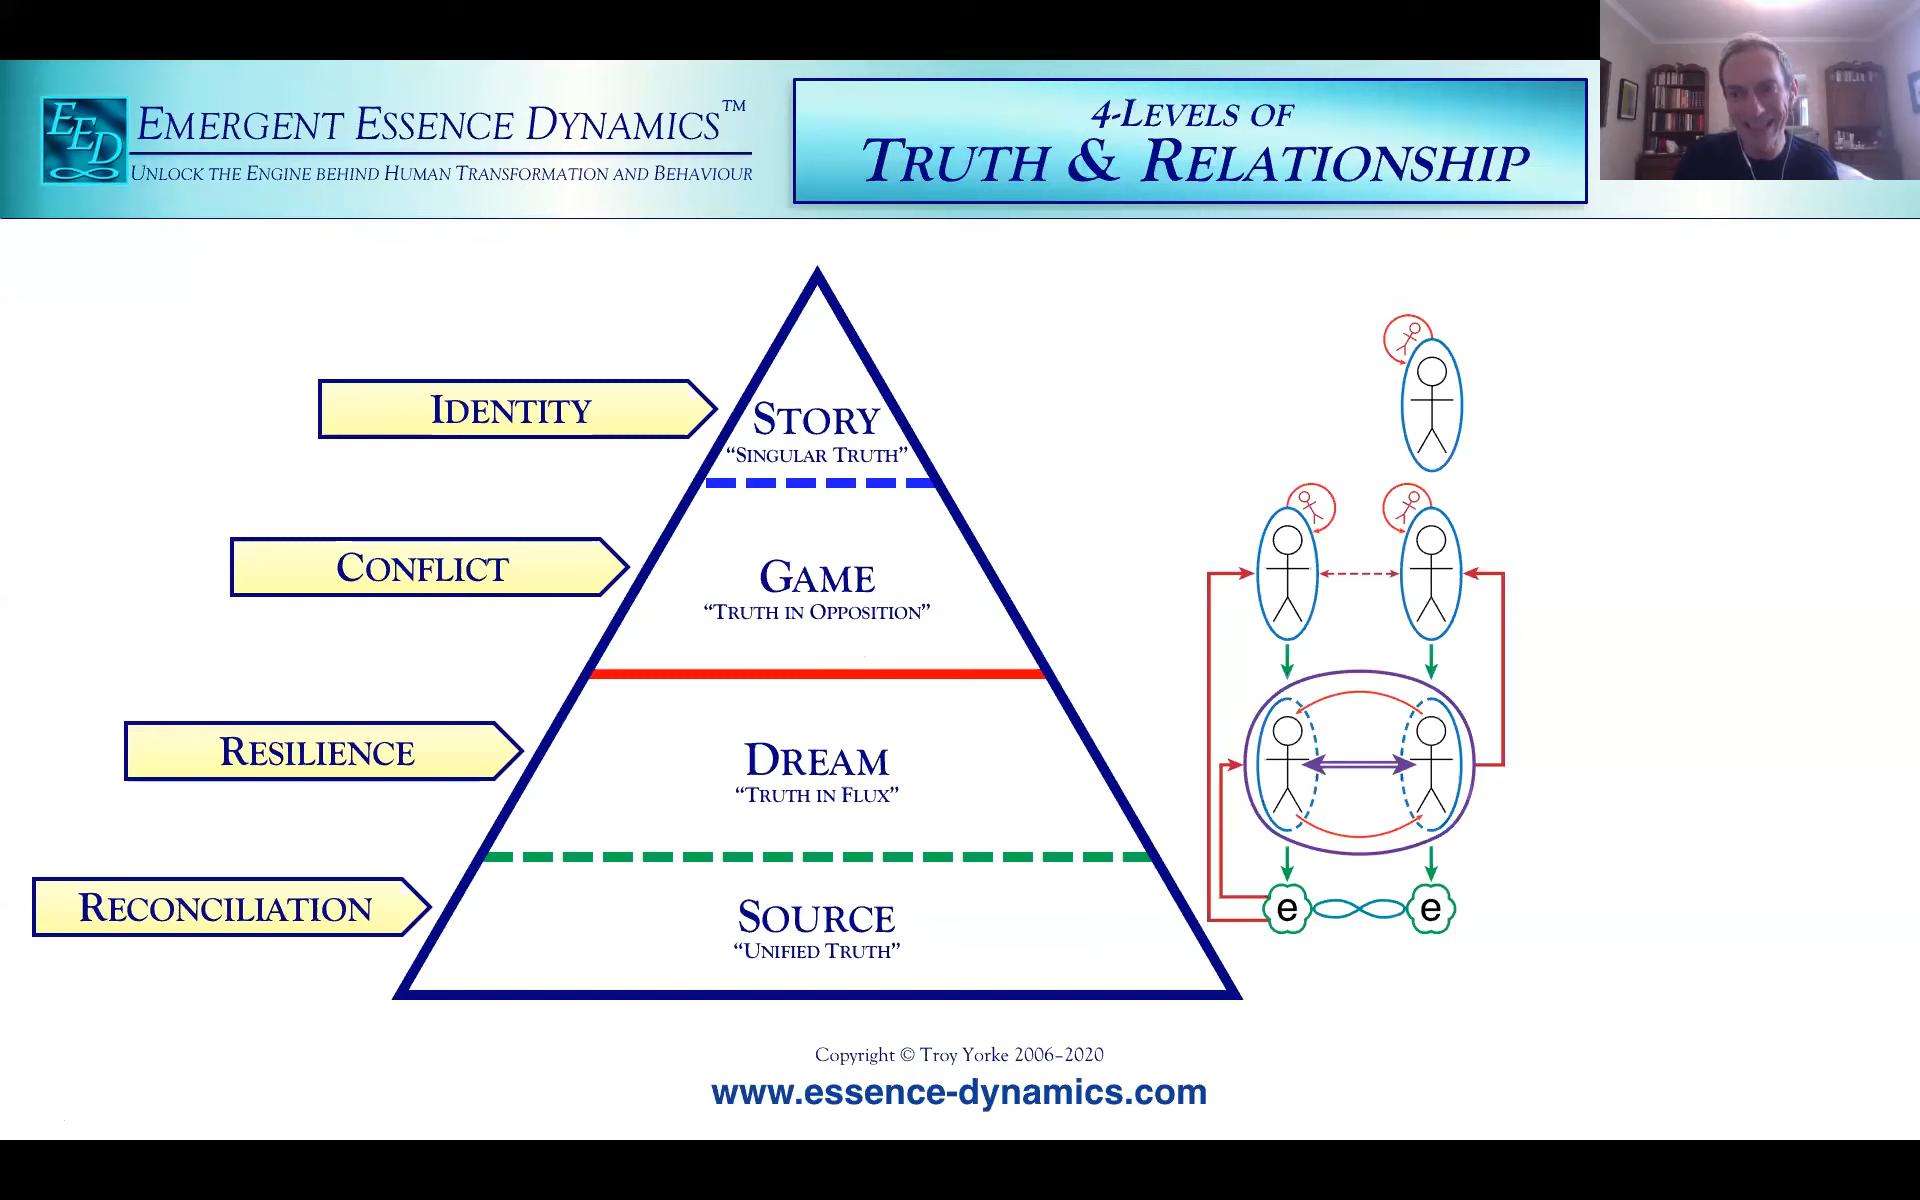 EED
EMERGENT ESSENCE DYNAMICS™
UNLOCK THE ENGINE BEHIND HUMAN TRANSFORMATION AND BEHAVIOUR
4-LEVELS OF
TRUTH & RELATIONSHIP
IDENTITY
STORY
“SINGULAR TRUTH”
CONFLICT
GAME
“TRUTH IN OPPOSITION”
RESILIENCE
DREAM
“TRUTH IN FLUX”
RECONCILIATION
SOURCE
“UNIFIED TRUTH”
e e
Copyright © Troy Yorke 2006–2020
www.essence-dynamics.com